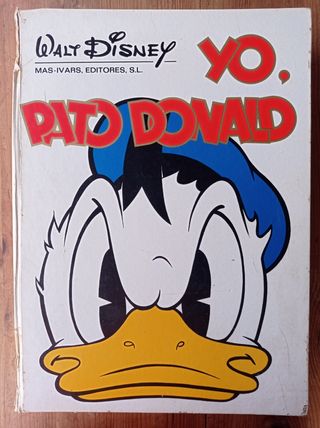 WALT DISNEY
MAS-IVARS, EDITORES, S.L.
YO,
PATO DONALD